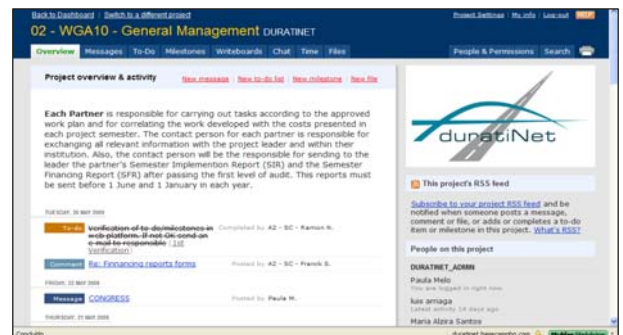 Back to Dashboard | Switch to a different project
Project Settings | My info | Log-out | HELP
02 - WGA10 - General Management DURATINET
Overview Messages To-Do Milestones Writeboards Chat Time Files
People & Permissions Search
Project overview & activity
New message | New to-do list | New milestone | New file
Each Partner is responsible for carrying out tasks according to the approved
work plan and for correlating the work developed with the costs presented in
each project semester. The contact person for each partner is responsible for
exchanging all relevant information with the project leader and within their
institution. Also, the contact person will be the responsible for sending to the
leader the partner's Semester Implemention Report (SIR) and the Semester
Financing Report (SFR) after passing the first level of audit. This reports must
be sent before 1 June and 1 January in each year.
TUESDAY, 26 MAY 2009
To-do Verification of to-do/milestones in Completed by A2 - SC - Ramon N.
web platform. If not OK send an
e-mail to responsible (1st
Verification)
Comment Re: Finnancing reports forms Posted by A2 - SC - Franck S.
FRIDAY, 22 MAY 2009
Message CONGRESS Posted by Paula M.
THURSDAY, 21 MAY 2009
duratiNet
This project's RSS feed
Subscribe to your project RSS feed and be
notified when someone posts a message,
comment or file, or adds or completes a to-do
item or milestone in this project. What's RSS?
People on this project
DURATINET_ADMIN
Paula Melo
You are logged in right now
luis arriaga
Latest activity 14 days ago
Maria Alzira Santos
Concluído